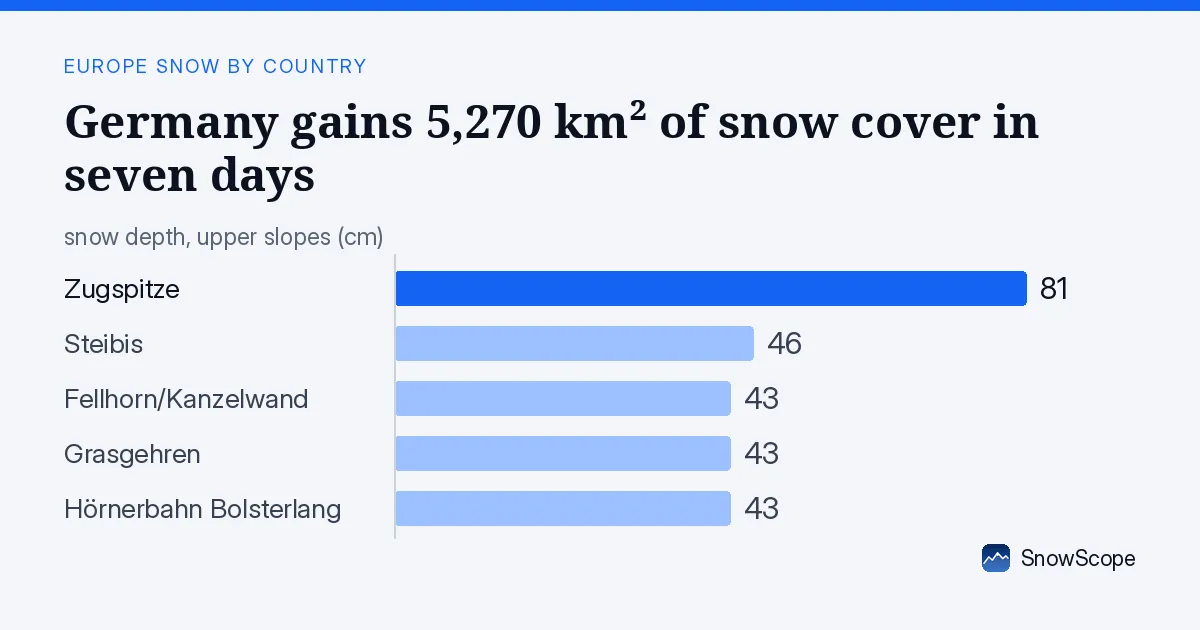 EUROPE SNOW BY COUNTRY
Germany gains 5,270 km² of snow cover in
seven days
snow depth, upper slopes (cm)
Zugspitze 81
Steibis 46
Fellhorn/Kanzelwand 43
Grasgehren 43
Hörnerbahn Bolsterlang 43
SnowScope